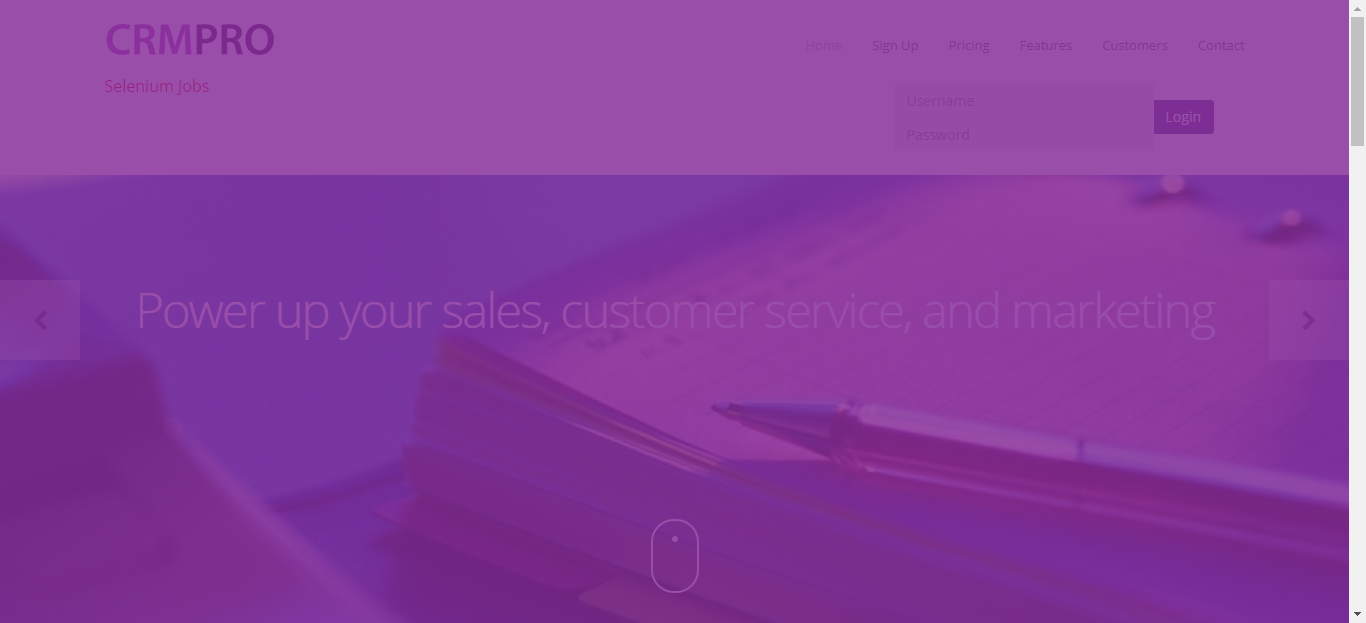 CRMPRO
Home Sign Up Pricing Features Customers Contact
Selenium Jobs
Username
Password
Login
Power up your sales, customer service, and marketing